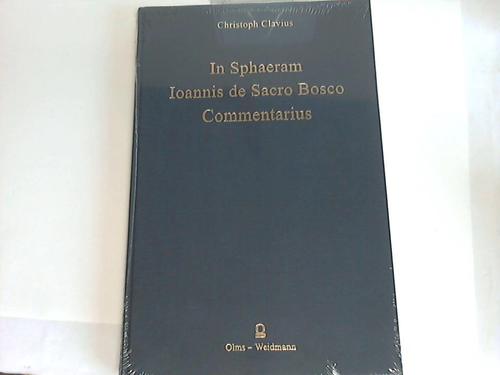 Christoph Clavius
In Sphaeram
Ioannis de Sacro Bosco
Commentarius
Olms - Weidmann